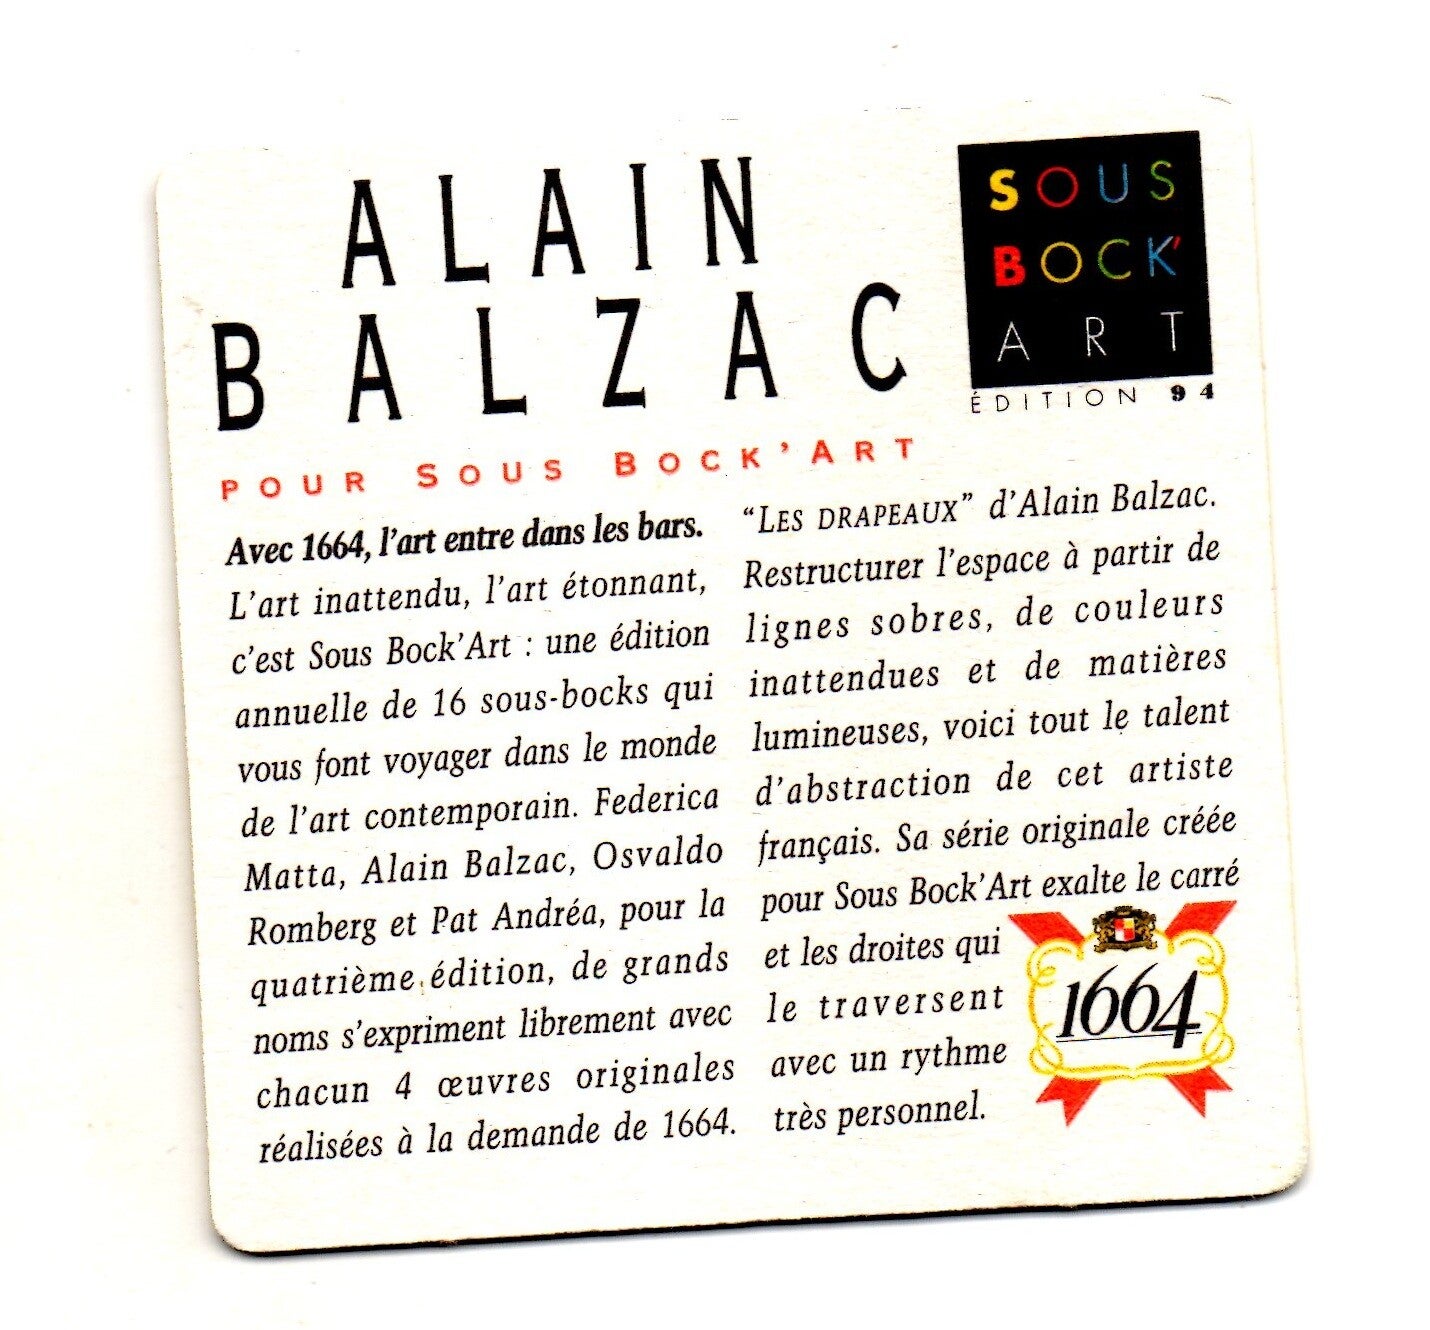 ALAIN
BALZAC
SOUS
BOCK'
ART
ÉDITION 94
POUR SOUS BOCK'ART
Avec 1664, l'art entre dans les bars.
L'art inattendu, l'art étonnant,
c'est Sous Bock'Art : une édition
annuelle de 16 sous-bocks qui
vous font voyager dans le monde
de l'art contemporain. Federica
Matta, Alain Balzac, Osvaldo
Romberg et Pat Andréa, pour la
quatrième édition, de grands
noms s'expriment librement avec
chacun 4 œuvres originales
réalisées à la demande de 1664.
“LES DRAPEAUX” d'Alain Balzac.
Restructurer l'espace à partir de
lignes sobres, de couleurs
inattendues et de matières
lumineuses, voici tout le talent
d'abstraction de cet artiste
français. Sa série originale créée
pour Sous Bock'Art exalte le carré
et les droites qui
le traversent
avec un rythme
très personnel.
1664